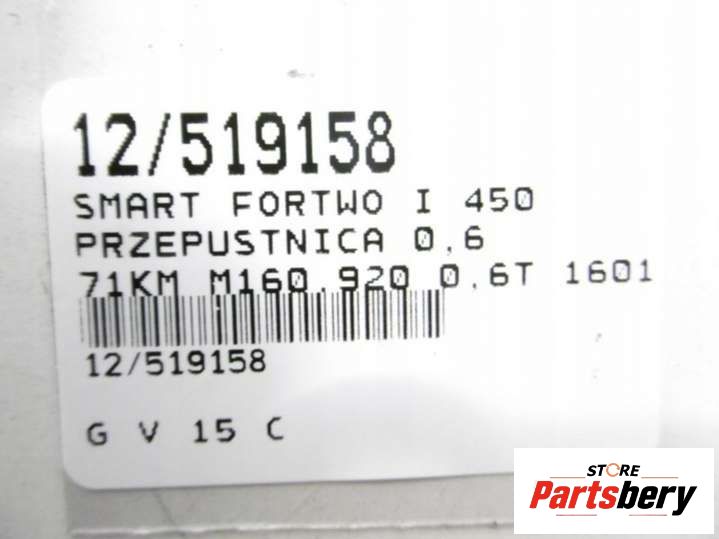 12/519158
SMART FORTWO I 450
PRZEPUSTNICA 0,6
71KM M160.920 0.6T 1601
12/519158
G V 15 C
STORE
Partsbery